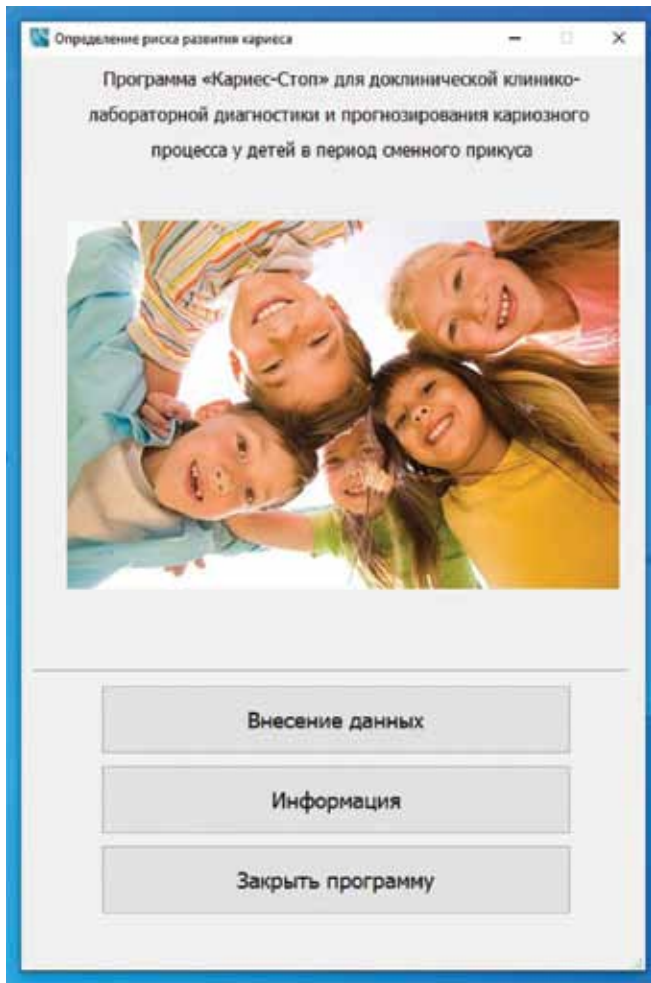 Определение риска развития кариеса
Программа «Кариес-Стоп» для доклинической клинико-
лабораторной диагностики и прогнозирования кариозного
процесса у детей в период сменного прикуса
Внесение данных
Информация
Закрыть программу